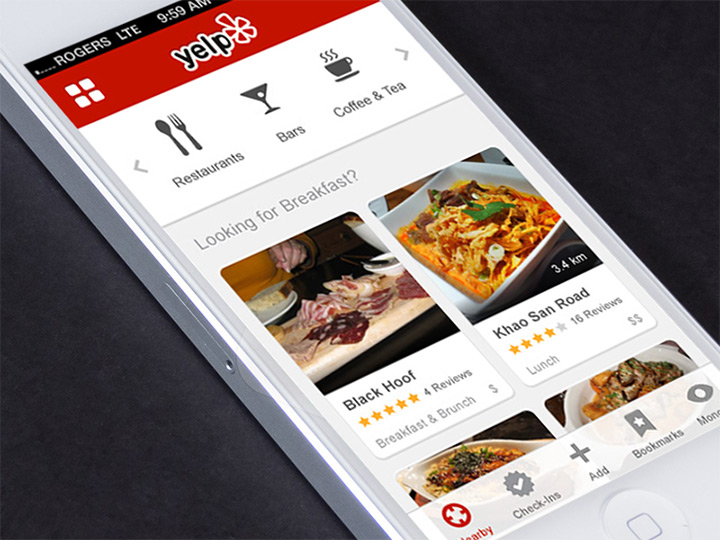 ROGERS LTE 9:59 AM
yelp
Restaurants
Bars
Coffee & Tea
Looking for Breakfast?
Black Hoof
4 Reviews
Breakfast & Brunch
$
3.4 km
Khao San Road
16 Reviews
$$
Lunch
Nearby
Check-Ins
Add
Bookmarks